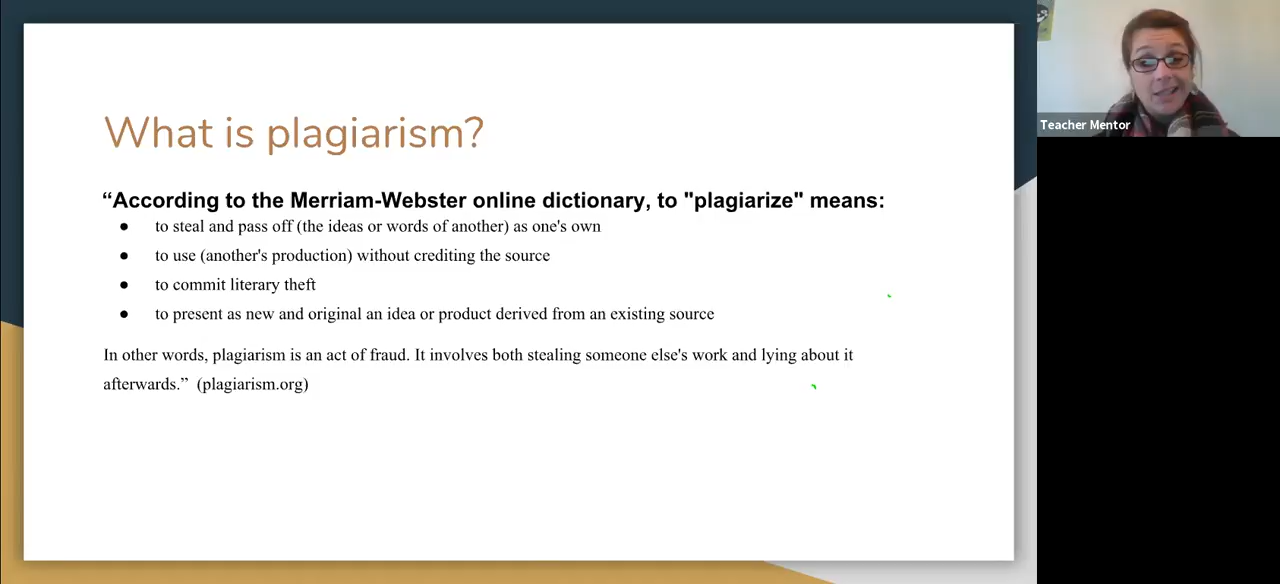 What is plagiarism?
“According to the Merriam-Webster online dictionary, to "plagiarize" means:
● to steal and pass off (the ideas or words of another) as one's own
● to use (another's production) without crediting the source
● to commit literary theft
● to present as new and original an idea or product derived from an existing source
In other words, plagiarism is an act of fraud. It involves both stealing someone else's work and lying about it
afterwards.” (plagiarism.org)
Teacher Mentor